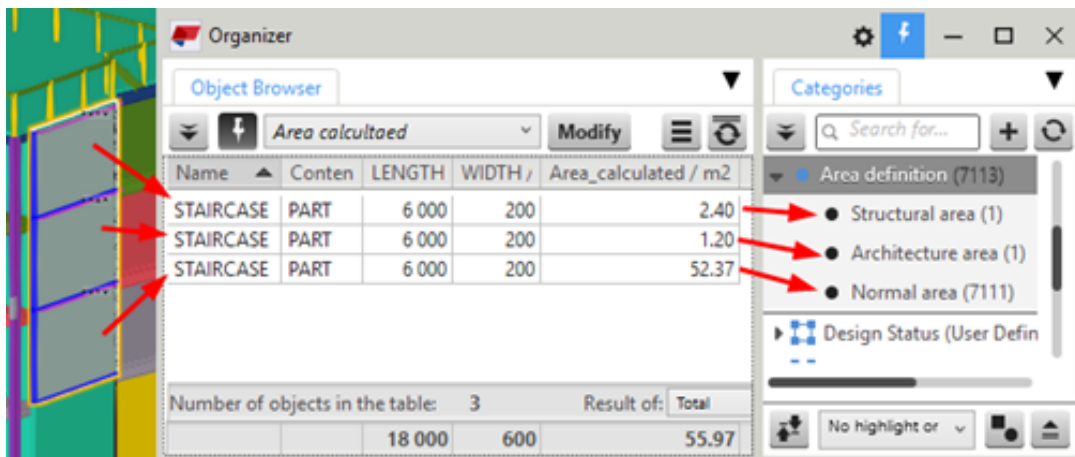 Organizer
Object Browser
Area calcultaed
Modify
Name Conten LENGTH WIDTH / Area_calculated / m2
STAIRCASE PART 6 000 200 2.40
STAIRCASE PART 6 000 200 1.20
STAIRCASE PART 6 000 200 52.37
Number of objects in the table: 3 Result of: Total
18 000 600 55.97
Categories
Search for...
Area definition (7113)
Structural area (1)
Architecture area (1)
Normal area (7111)
Design Status (User Defin
No highlight or